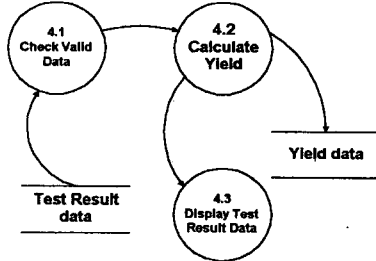 4.1
Check Valid
Data
4.2
Calculate
Yield
Yield data
Test Result
data
4.3
Display Test
Result Data